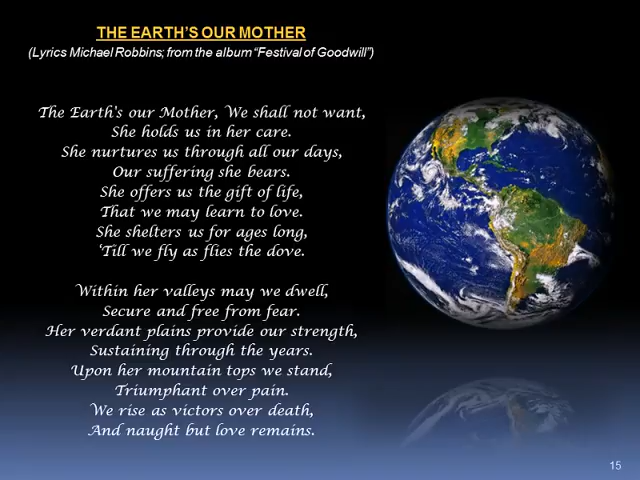 THE EARTH'S OUR MOTHER
(Lyrics Michael Robbins; from the album "Festival of Goodwill")
The Earth's our Mother, We shall not want,
She holds us in her care.
She nurtures us through all our days,
Our suffering she bears.
She offers us the gift of life,
That we may learn to love.
She shelters us for ages long,
'Till we fly as flies the dove.
Within her valleys may we dwell,
Secure and free from fear.
Her verdant plains provide our strength,
Sustaining through the years.
Upon her mountain tops we stand,
Triumphant over pain.
We rise as victors over death,
And naught but love remains.
15